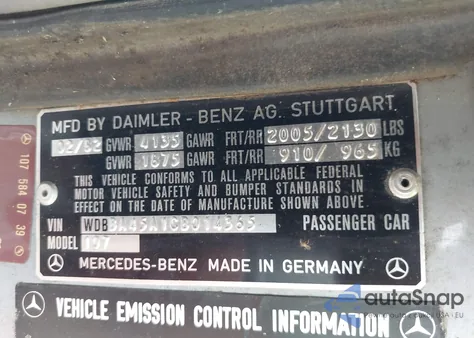 MFD BY DAIMLER - BENZ AG. STUTTGART.
02/82 GVWR 4135 GAWR FRT/RR 2005/2130 LBS
GVWR 1875 GAWR FRT/RR 910/ 965 KG
THIS VEHICLE CONFORMS TO ALL APPLICABLE FEDERAL
MOTOR VEHICLE SAFETY AND BUMPER STANDARDS IN
EFFECT ON THE DATE OF MANUFACTURE SHOWN ABOVE.
VIN WDBBA45A1CB014365 PASSENGER CAR
MODEL 107
MERCEDES-BENZ MADE IN GERMANY
107 584 07 39
VEHICLE EMISSION CONTROL INFORMATION
autoSnap